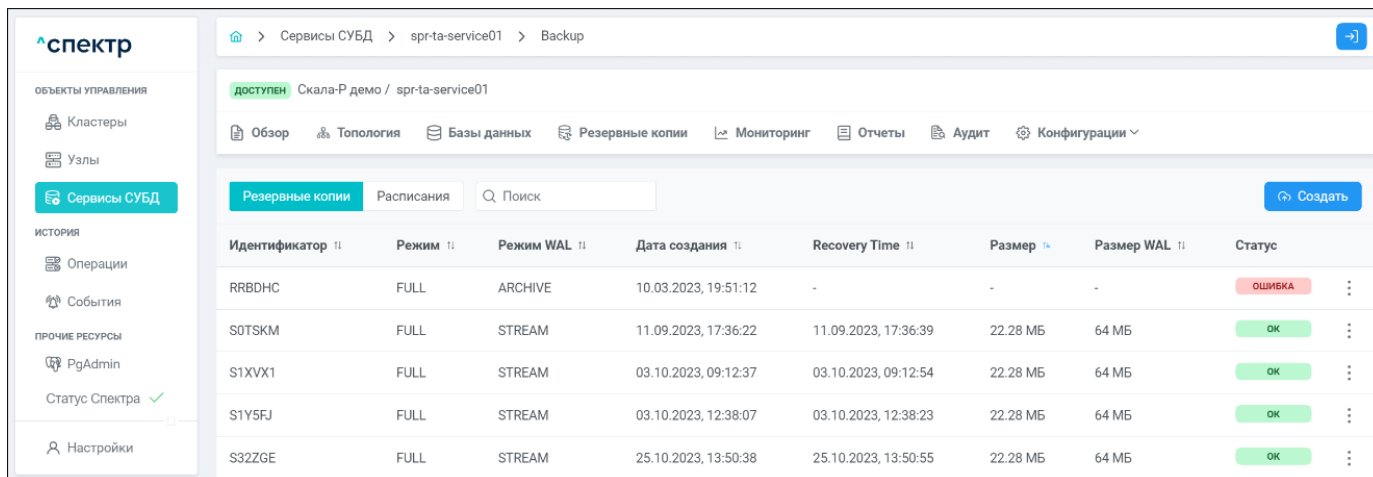 ^спектр
ОБЪЕКТЫ УПРАВЛЕНИЯ
Кластеры
Узлы
Сервисы СУБД
ИСТОРИЯ
Операции
События
ПРОЧИЕ РЕСУРСЫ
PgAdmin
Статус Спектра
Настройки
> Сервисы СУБД > spr-ta-service01 > Backup
ДОСТУПЕН Скала-Р демо / spr-ta-service01
Обзор Топология Базы данных Резервные копии Мониторинг Отчеты Аудит Конфигурации
Резервные копии Расписания Поиск Создать
Идентификатор Режим Режим WAL Дата создания Recovery Time Размер Размер WAL Статус
RRBDHC FULL ARCHIVE 10.03.2023, 19:51:12 - - - ОШИБКА
S0TSKM FULL STREAM 11.09.2023, 17:36:22 11.09.2023, 17:36:39 22.28 МБ 64 МБ ОК
S1XVX1 FULL STREAM 03.10.2023, 09:12:37 03.10.2023, 09:12:54 22.28 МБ 64 МБ ОК
S1Y5FJ FULL STREAM 03.10.2023, 12:38:07 03.10.2023, 12:38:23 22.28 МБ 64 МБ ОК
S32ZGE FULL STREAM 25.10.2023, 13:50:38 25.10.2023, 13:50:55 22.28 МБ 64 МБ ОК